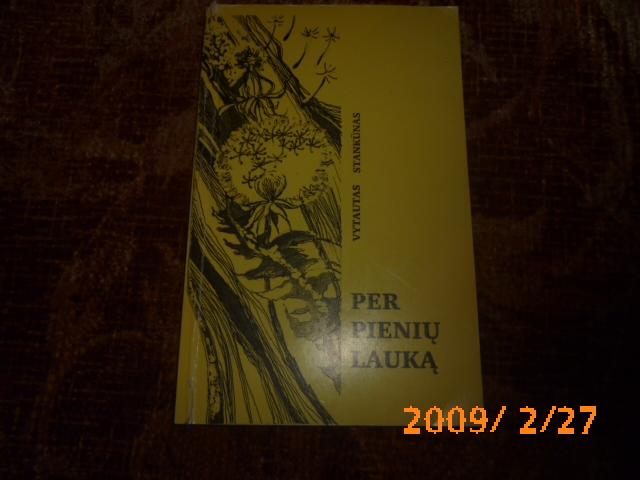 VYTAUTAS STANKŪNAS
PER
PIENIŲ
LAUKĄ
2009/ 2/27